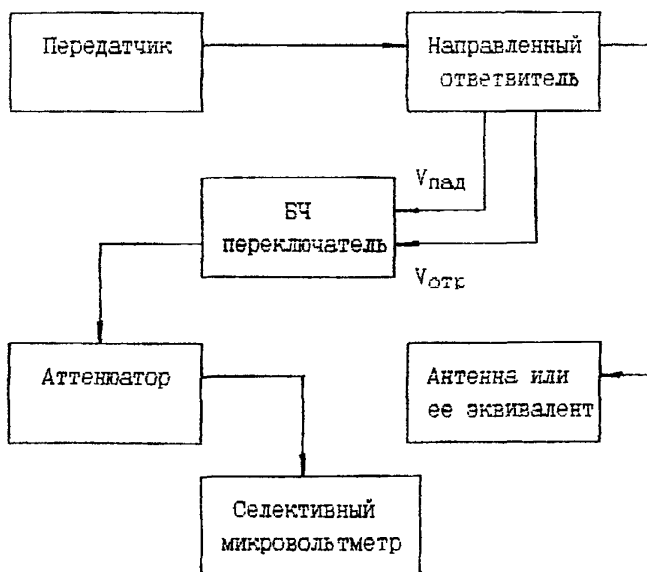 Передатчик
Направленный
ответвитель
Vпад
БЧ
переключатель
Vотр
Аттенюатор
Антенна или
ее эквивалент
Селективный
микровольтметр